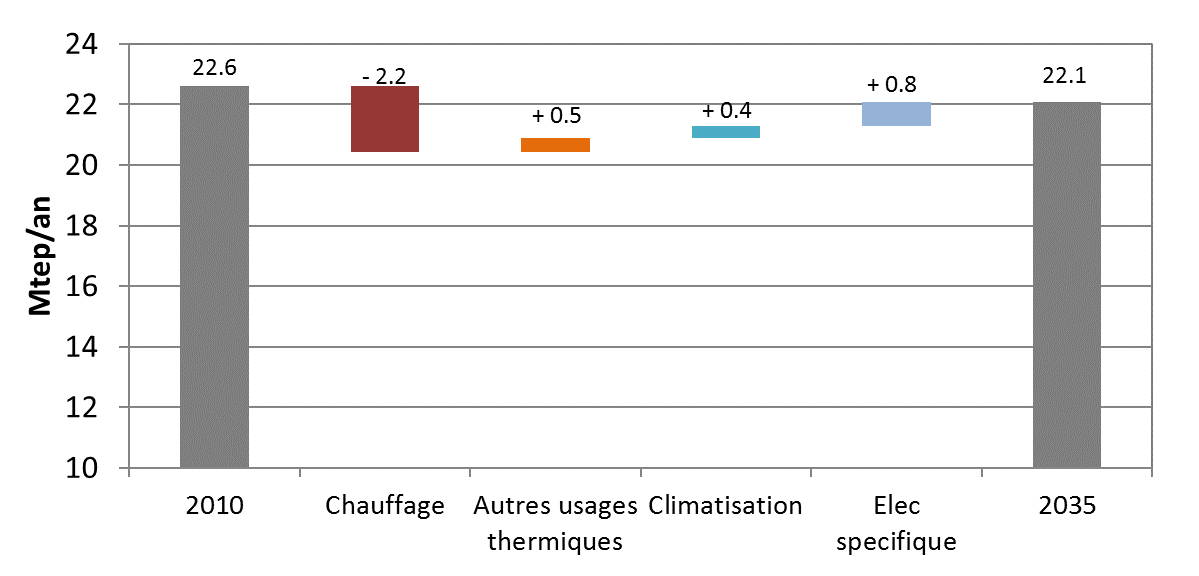 Mtep/an
24
22
20
18
16
14
12
10
22.6
- 2.2
+ 0.5
+ 0.4
+ 0.8
22.1
2010
Chauffage
Autres usages
thermiques
Climatisation
Elec
specifique
2035